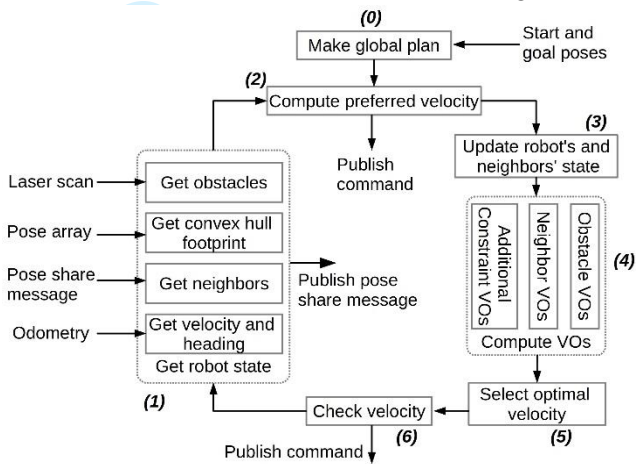 (0)
Make global plan
Start and
goal poses
(2)
Compute preferred velocity
(3)
Publish
command
Update robot's and
neighbors' state
Laser scan
Get obstacles
Pose array
Get convex hull
footprint
Pose share
message
Get neighbors
Odometry
Get velocity and
heading
Get robot state
(1)
Publish pose
share message
Additional
Constraint VOs
Neighbor VOs
Obstacle VOs
(4)
Compute VOs
Select optimal
velocity
(5)
Check velocity
(6)
Publish command